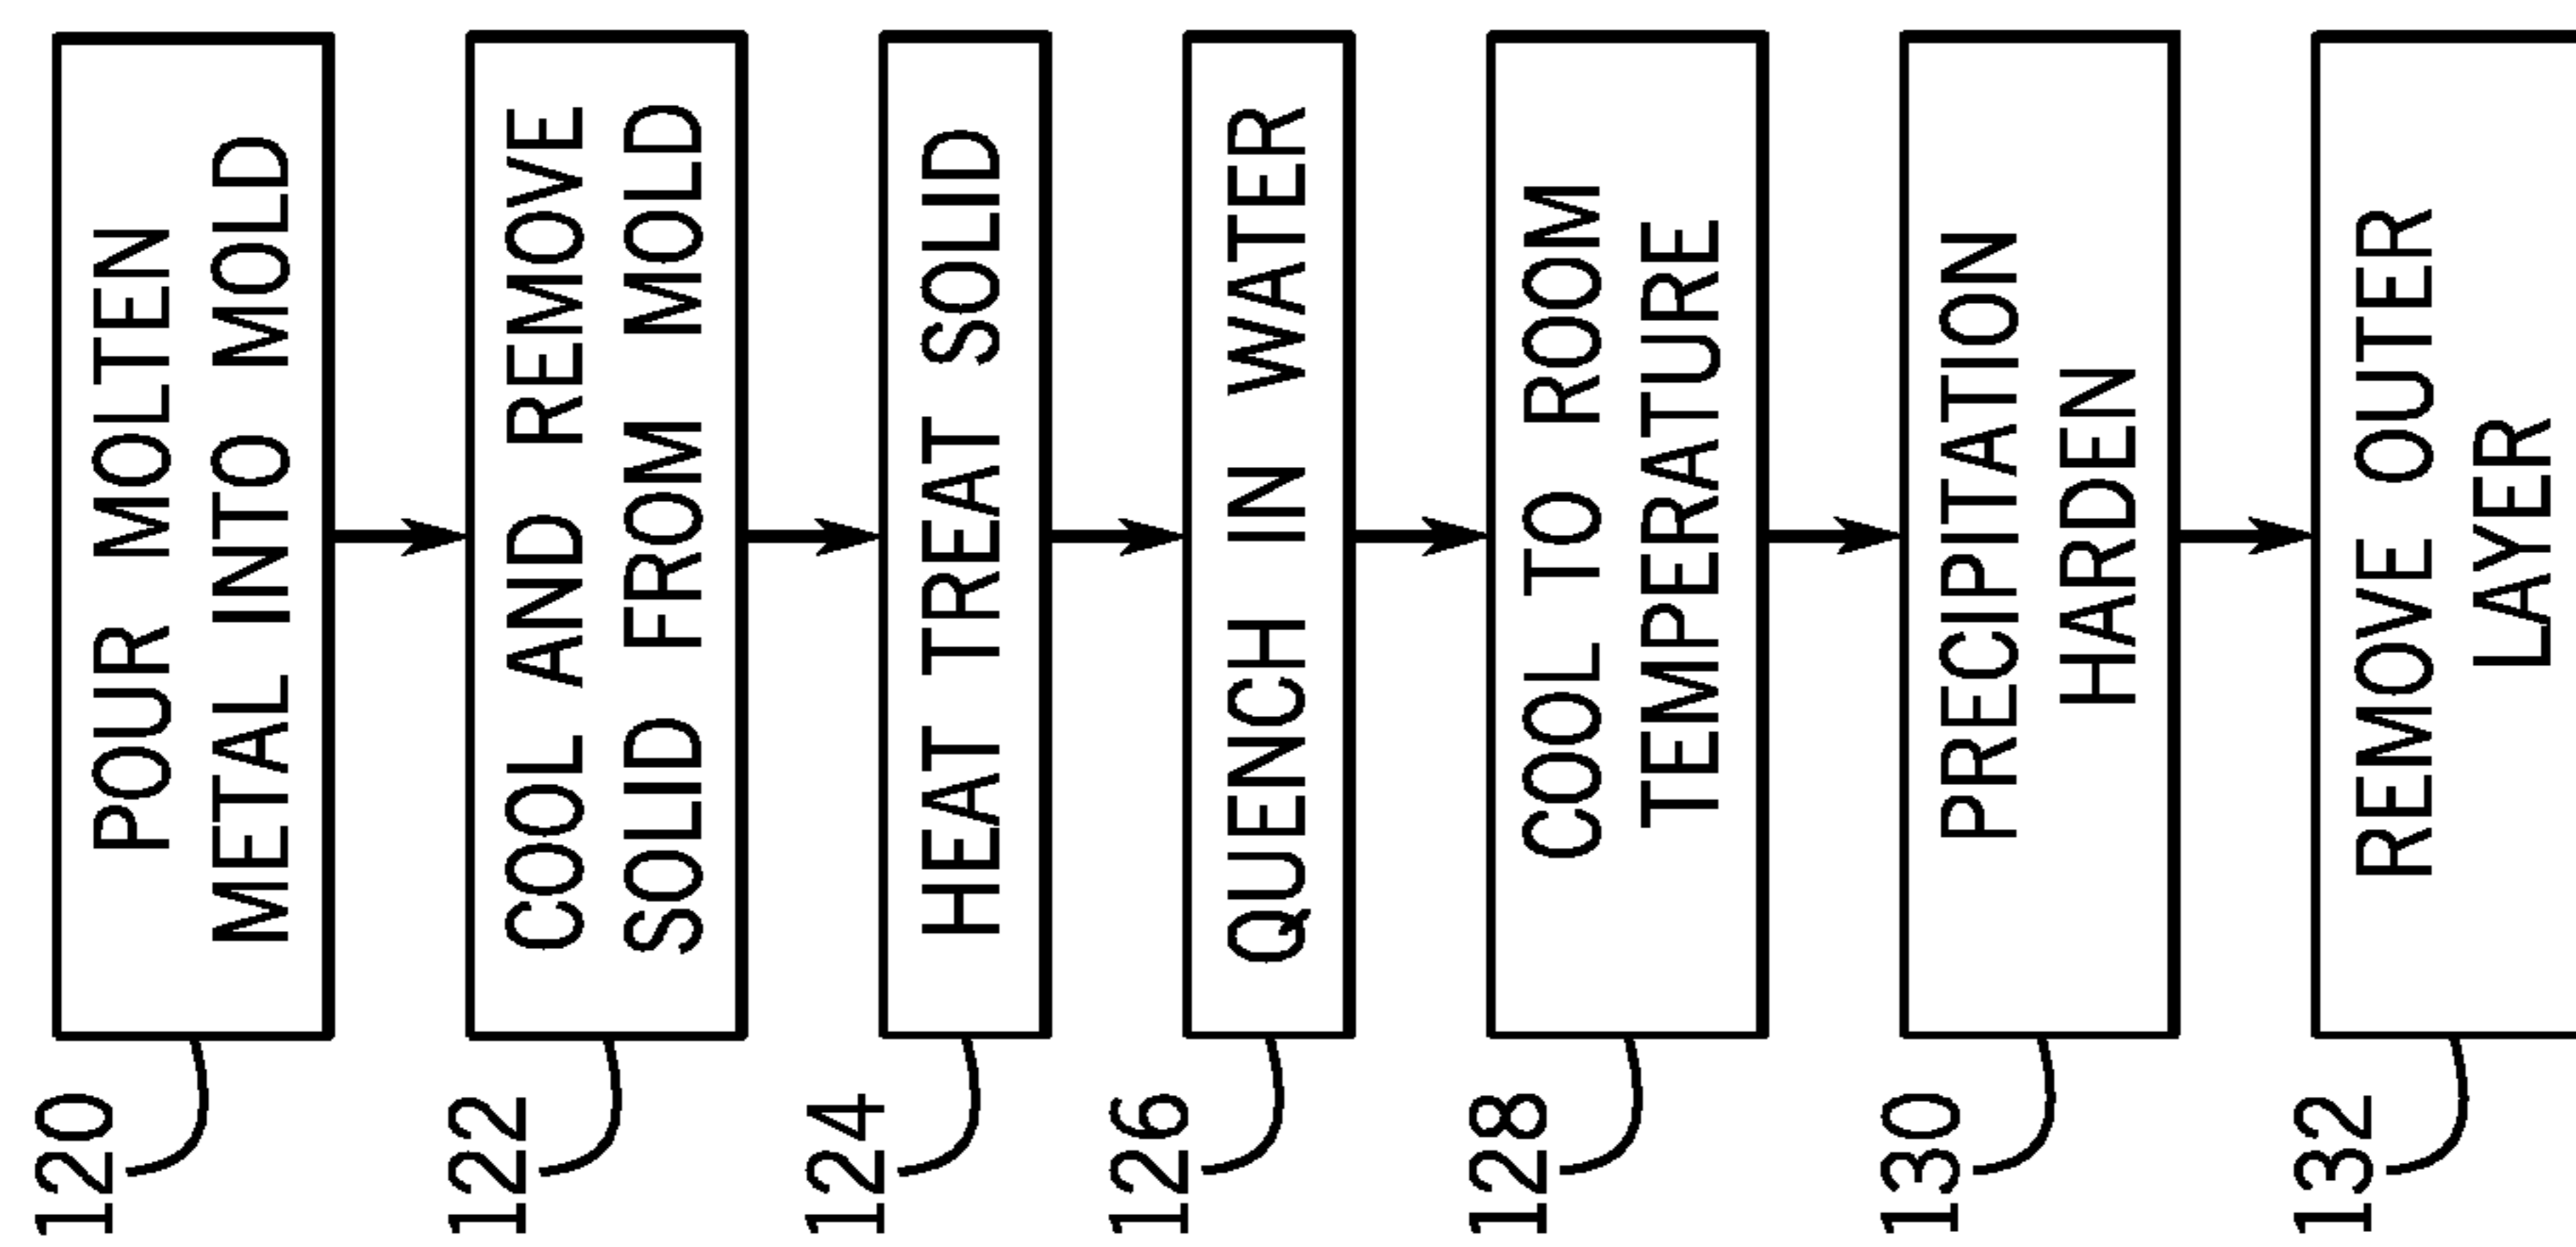 120
POUR MOLTEN
METAL INTO MOLD
122
COOL AND REMOVE
SOLID FROM MOLD
124
HEAT TREAT SOLID
126
QUENCH IN WATER
128
COOL TO ROOM
TEMPERATURE
130
PRECIPITATION
HARDEN
132
REMOVE OUTER
LAYER